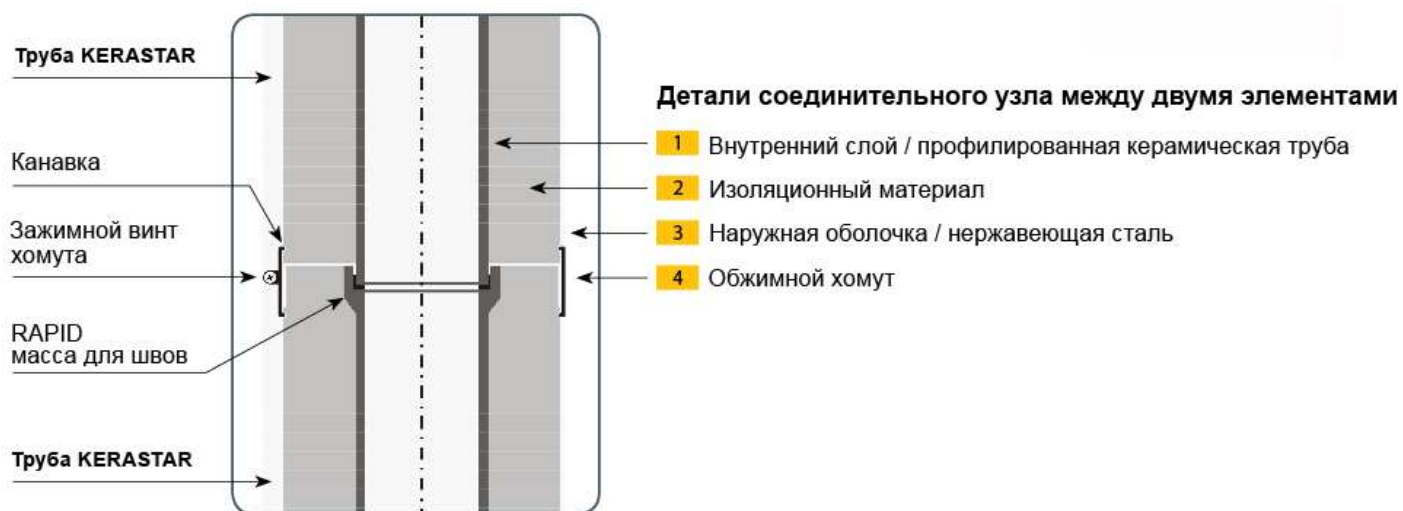 Труба KERASTAR
Канавка
Зажимной винт
хомута
RAPID
масса для швов
Труба KERASTAR
Детали соединительного узла между двумя элементами
1 Внутренний слой / профилированная керамическая труба
2 Изоляционный материал
3 Наружная оболочка / нержавеющая сталь
4 Обжимной хомут